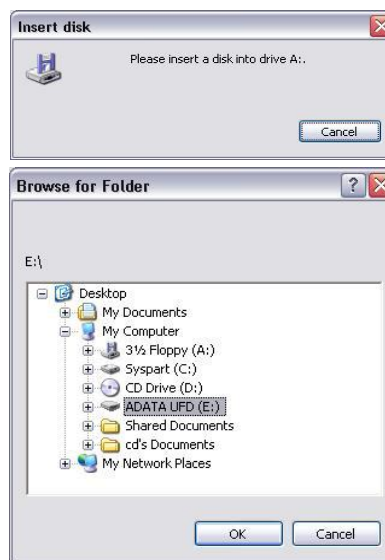 Insert disk
Please insert a disk into drive A:.
Cancel
Browse for Folder
E:\
Desktop
My Documents
My Computer
3½ Floppy (A:)
Syspart (C:)
CD Drive (D:)
ADATA UFD (E:)
Shared Documents
cd's Documents
My Network Places
OK Cancel